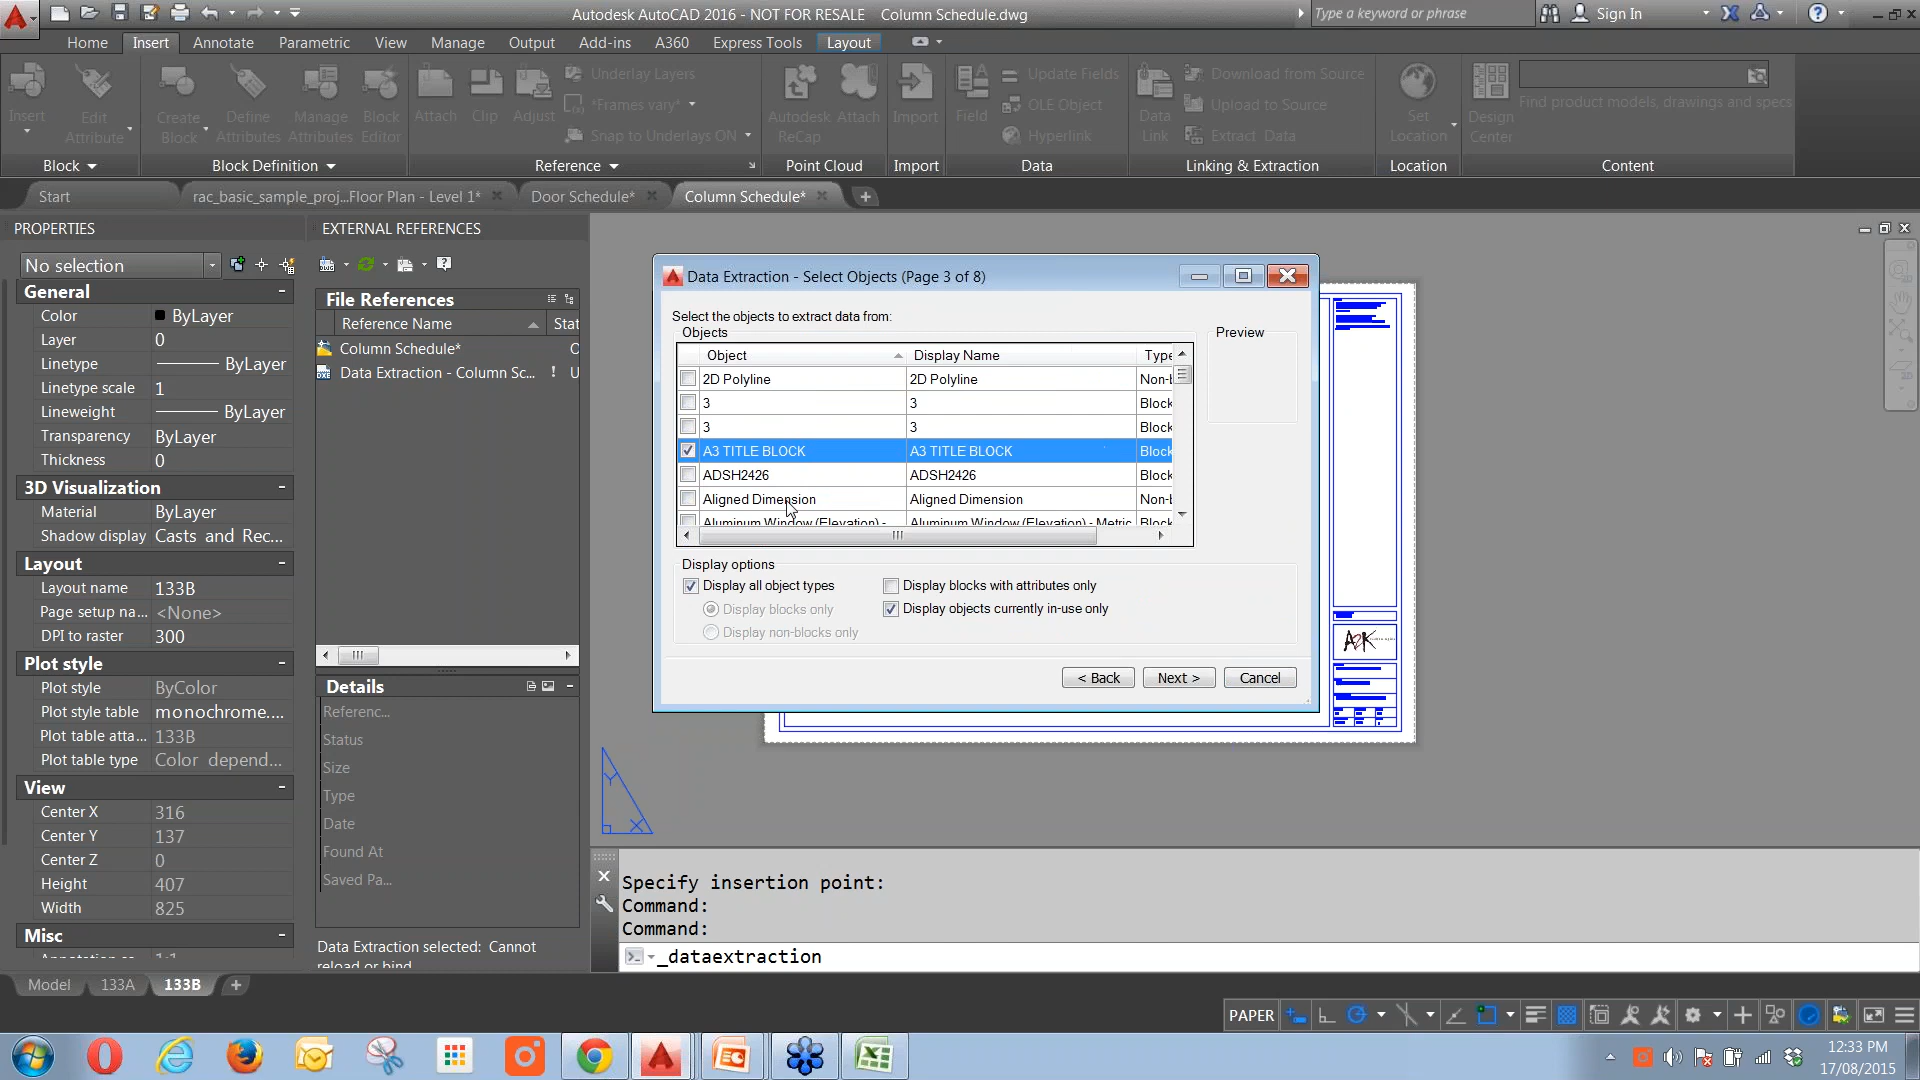 Autodesk AutoCAD 2016 - NOT FOR RESALE Column Schedule.dwg
Type a keyword or phrase
Sign In
Home Insert Annotate Parametric View Manage Output Add-ins A360 Express Tools Layout
Insert
Edit Attribute
Create Block
Define Attributes
Manage Attributes
Block Editor
Attach
Clip
Adjust
Underlay Layers
*Frames vary*
Snap to Underlays ON
Autodesk ReCap
Attach
Import
Field
Update Fields
OLE Object
Hyperlink
Data Link
Download from Source
Upload to Source
Extract Data
Set Location
Design Center
Find product models, drawings and specs
Block Block Definition Reference Point Cloud Import Data Linking & Extraction Location Content
Start rac_basic_sample_proj...Floor Plan - Level 1* Door Schedule* Column Schedule*
PROPERTIES
No selection
General
Color ByLayer
Layer 0
Linetype ByLayer
Linetype scale 1
Lineweight ByLayer
Transparency ByLayer
Thickness 0
3D Visualization
Material ByLayer
Shadow display Casts and Rec...
Layout
Layout name 133B
Page setup na... <None>
DPI to raster 300
Plot style
Plot style ByColor
Plot style table monochrome....
Plot table atta... 133B
Plot table type Color depend...
View
Center X 316
Center Y 137
Center Z 0
Height 407
Width 825
Misc
EXTERNAL REFERENCES
File References
Reference Name Stat
Column Schedule* O
Data Extraction - Column Sc... ! U
Details
Referenc...
Status
Size
Type
Date
Found At
Saved Pa...
Data Extraction selected: Cannot
reload or bind
Data Extraction - Select Objects (Page 3 of 8)
Select the objects to extract data from:
Objects
Preview
Object Display Name Type
2D Polyline 2D Polyline Non-b
3 3 Block
3 3 Block
A3 TITLE BLOCK A3 TITLE BLOCK Block
ADSH2426 ADSH2426 Block
Aligned Dimension Aligned Dimension Non-b
Aluminum Window (Elevation) - Aluminum Window (Elevation) - Metric Block
Display options
Display all object types
Display blocks with attributes only
Display blocks only
Display objects currently in-use only
Display non-blocks only
< Back Next > Cancel
A2K
Y
X
Specify insertion point:
Command:
Command:
_dataextraction
Model 133A 133B
PAPER
12:33 PM
17/08/2015